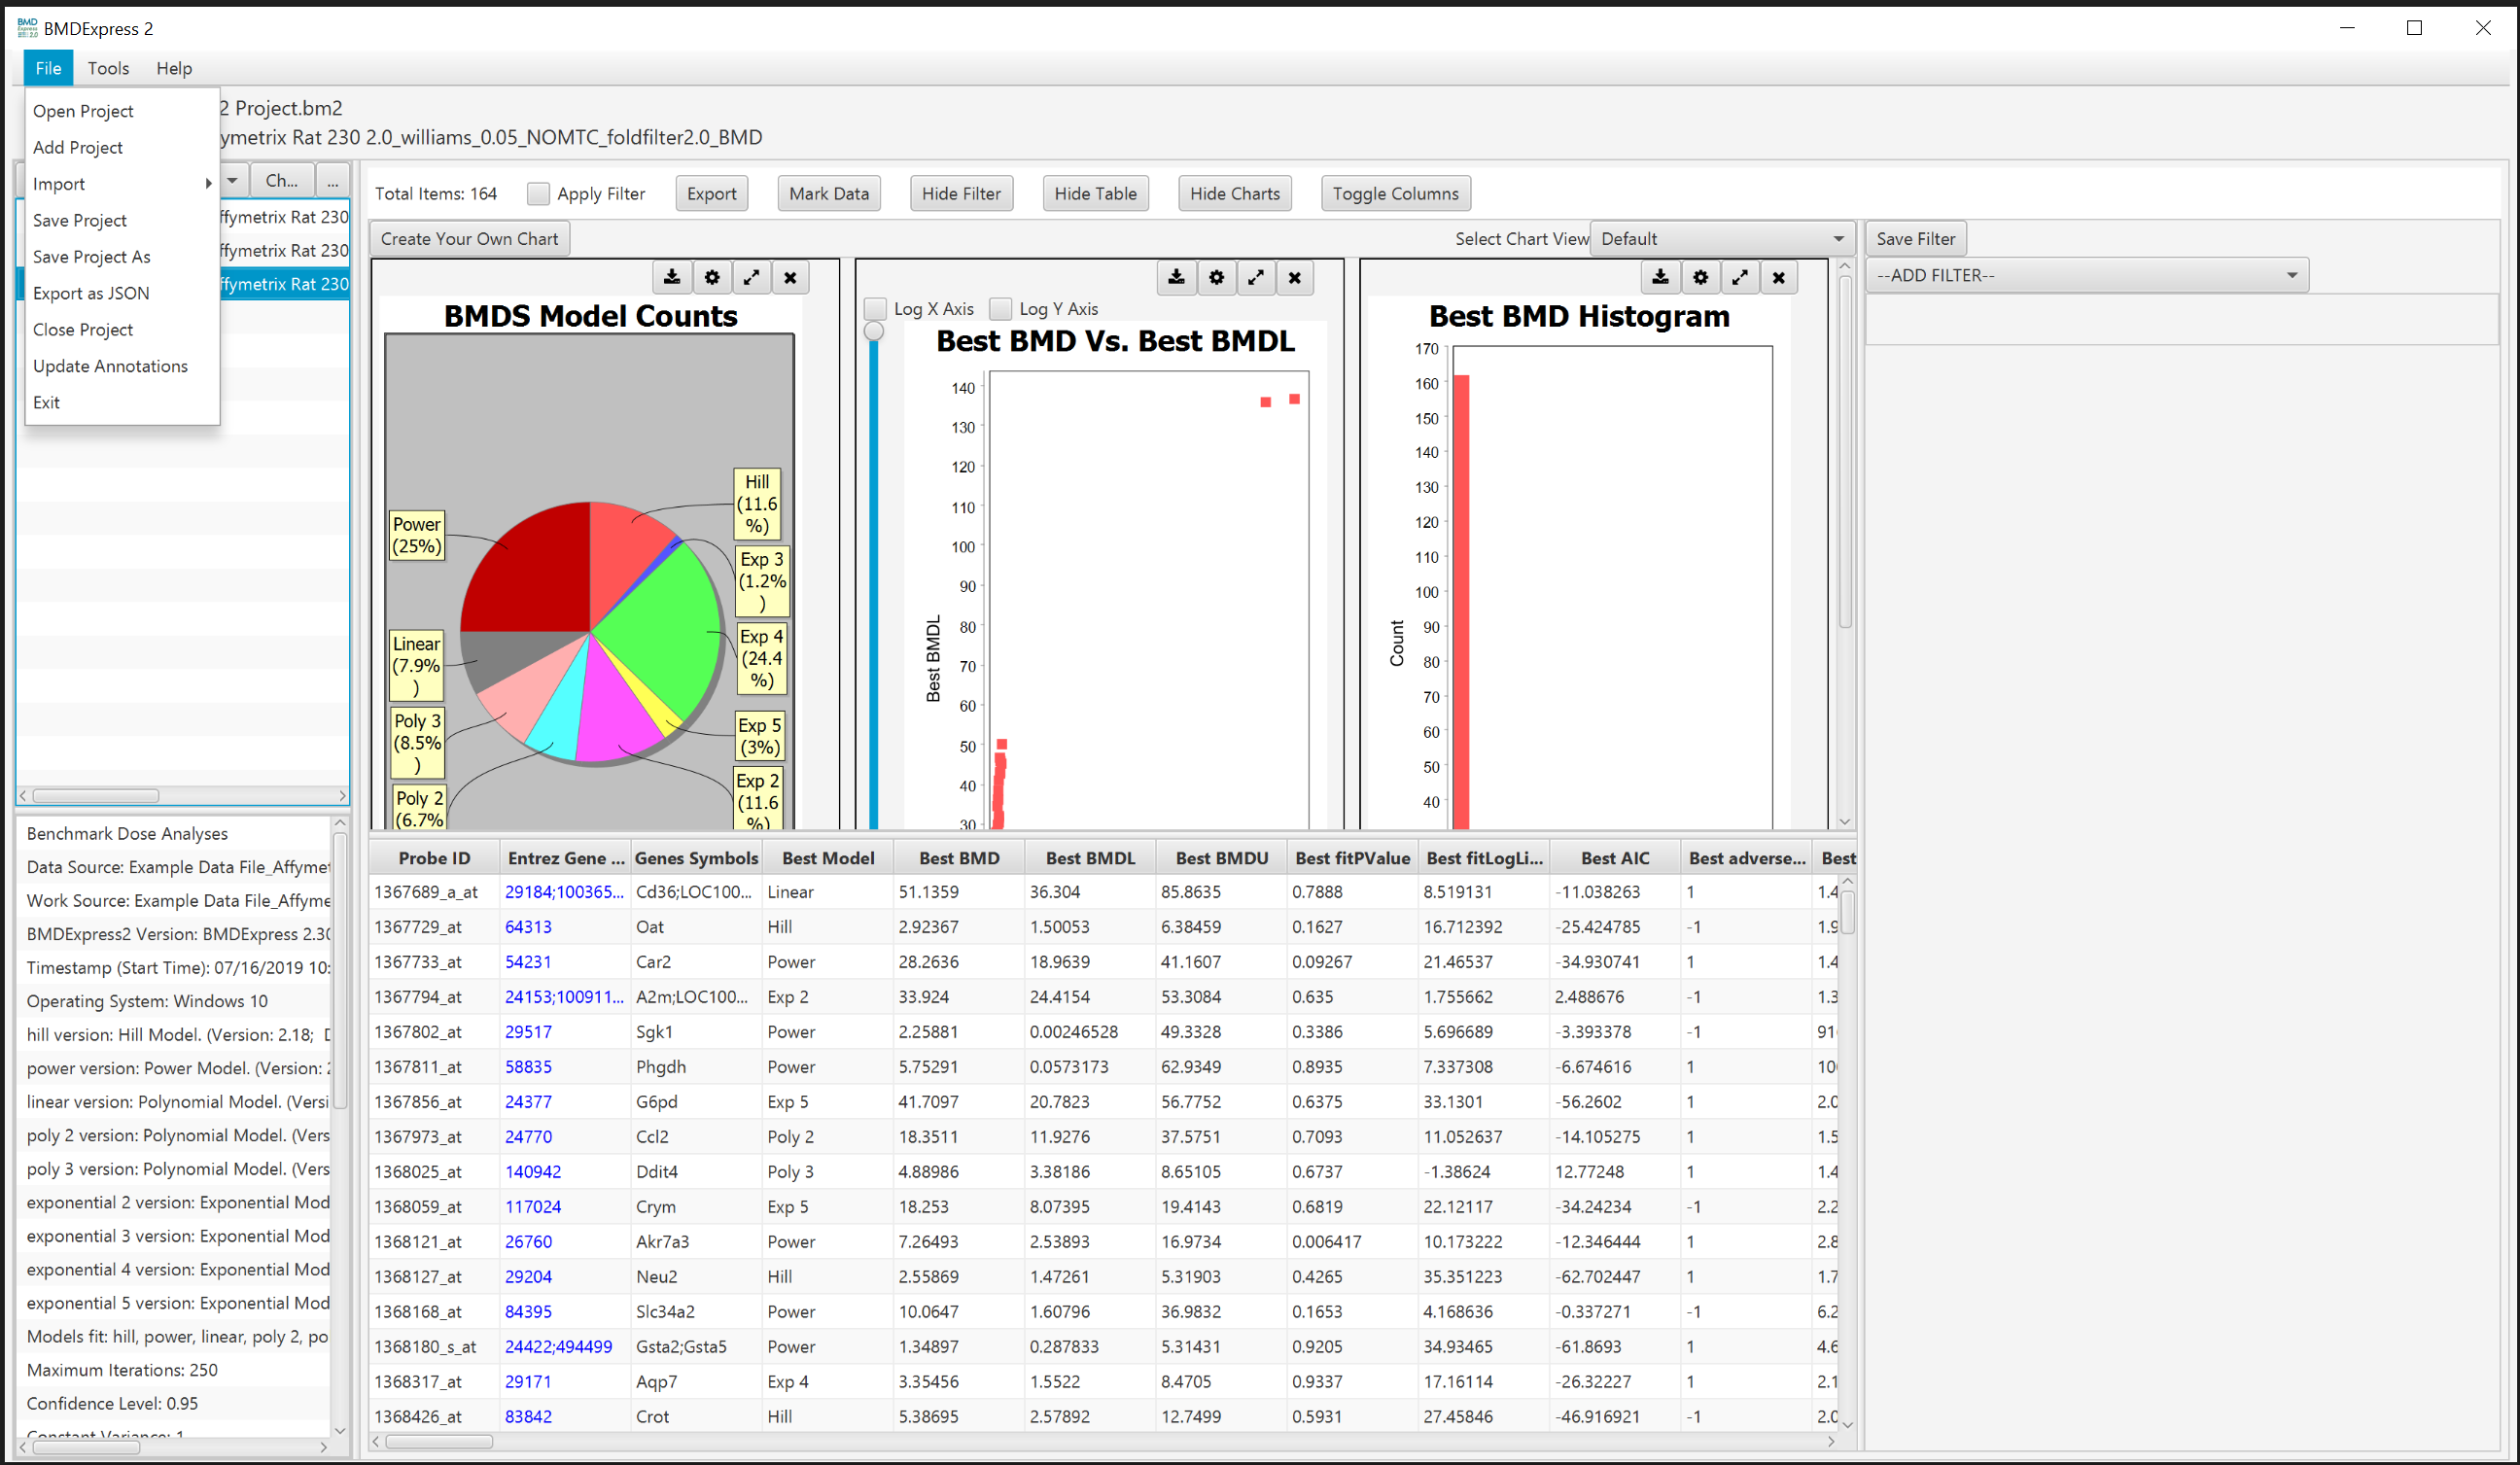 BMDExpress 2
File Tools Help
Open Project
Add Project
Import
Save Project
Save Project As
Export as JSON
Close Project
Update Annotations
Exit
2 Project.bm2
ymetrix Rat 230 2.0_williams_0.05_NOMTC_foldfilter2.0_BMD
Ch... ...
ffymetrix Rat 230
ffymetrix Rat 230
ffymetrix Rat 230
Total Items: 164 Apply Filter Export Mark Data Hide Filter Hide Table Hide Charts Toggle Columns
Create Your Own Chart Select Chart View Default
Save Filter
--ADD FILTER--
BMDS Model Counts
Hill
(11.6
%)
Power
(25%)
Exp 3
(1.2%
)
Exp 4
(24.4
%)
Linear
(7.9%
)
Poly 3
(8.5%
)
Exp 5
(3%)
Exp 2
(11.6
%)
Poly 2
(6.7%
Log X Axis Log Y Axis
Best BMD Vs. Best BMDL
140
130
120
110
100
90
80
70
60
50
40
30
Best BMDL
Best BMD Histogram
170
160
150
140
130
120
110
100
90
80
70
60
50
40
Count
Benchmark Dose Analyses
Data Source: Example Data File_Affymet
Work Source: Example Data File_Affyme
BMDExpress2 Version: BMDExpress 2.30
Timestamp (Start Time): 07/16/2019 10:
Operating System: Windows 10
hill version: Hill Model. (Version: 2.18;
power version: Power Model. (Version: 2
linear version: Polynomial Model. (Versi
poly 2 version: Polynomial Model. (Vers
poly 3 version: Polynomial Model. (Vers
exponential 2 version: Exponential Mod
exponential 3 version: Exponential Mod
exponential 4 version: Exponential Mod
exponential 5 version: Exponential Mod
Models fit: hill, power, linear, poly 2, po
Maximum Iterations: 250
Confidence Level: 0.95
Constant Variance: 1
Probe ID Entrez Gene ... Genes Symbols Best Model Best BMD Best BMDL Best BMDU Best fitPValue Best fitLogLi... Best AIC Best adverse... Best
1367689_a_at 29184;100365... Cd36;LOC100... Linear 51.1359 36.304 85.8635 0.7888 8.519131 -11.038263 1 1.4
1367729_at 64313 Oat Hill 2.92367 1.50053 6.38459 0.1627 16.712392 -25.424785 -1 1.9
1367733_at 54231 Car2 Power 28.2636 18.9639 41.1607 0.09267 21.46537 -34.930741 1 1.4
1367794_at 24153;100911... A2m;LOC100... Exp 2 33.924 24.4154 53.3084 0.635 1.755662 2.488676 -1 1.3
1367802_at 29517 Sgk1 Power 2.25881 0.00246528 49.3328 0.3386 5.696689 -3.393378 -1 91
1367811_at 58835 Phgdh Power 5.75291 0.0573173 62.9349 0.8935 7.337308 -6.674616 1 10
1367856_at 24377 G6pd Exp 5 41.7097 20.7823 56.7752 0.6375 33.1301 -56.2602 1 2.0
1367973_at 24770 Ccl2 Poly 2 18.3511 11.9276 37.5751 0.7093 11.052637 -14.105275 1 1.5
1368025_at 140942 Ddit4 Poly 3 4.88986 3.38186 8.65105 0.6737 -1.38624 12.77248 1 1.4
1368059_at 117024 Crym Exp 5 18.253 8.07395 19.4143 0.6819 22.12117 -34.24234 -1 2.2
1368121_at 26760 Akr7a3 Power 7.26493 2.53893 16.9734 0.006417 10.173222 -12.346444 1 2.8
1368127_at 29204 Neu2 Hill 2.55869 1.47261 5.31903 0.4265 35.351223 -62.702447 1 1.7
1368168_at 84395 Slc34a2 Power 10.0647 1.60796 36.9832 0.1653 4.168636 -0.337271 -1 6.2
1368180_s_at 24422;494499 Gsta2;Gsta5 Power 1.34897 0.287833 5.31431 0.9205 34.93465 -61.8693 1 4.6
1368317_at 29171 Aqp7 Exp 4 3.35456 1.5522 8.4705 0.9337 17.16114 -26.32227 1 2.1
1368426_at 83842 Crot Hill 5.38695 2.57892 12.7499 0.5931 27.45846 -46.916921 -1 2.0